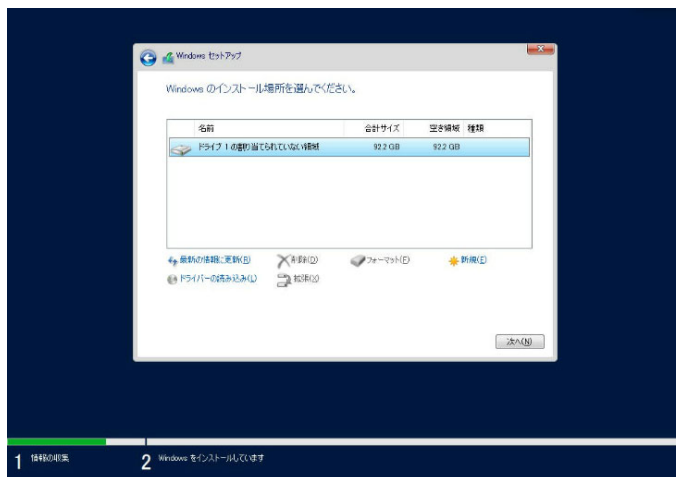 Windows セットアップ
Windows のインストール場所を選んでください。
名前 合計サイズ 空き領域 種類
ドライブ 1 の割り当てられていない領域 92.2 GB 92.2 GB
最新の情報に更新(R) 削除(D) フォーマット(F) 新規(E)
ドライバーの読み込み(L) 拡張(X)
次へ(N)
1 情報の収集 2 Windows をインストールしています